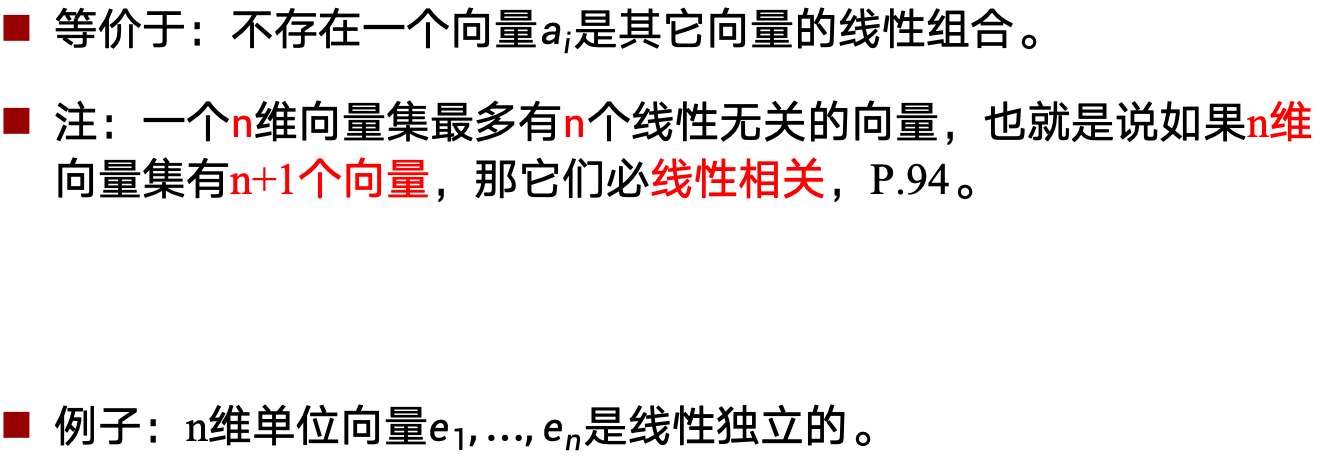 ■ 等价于：不存在一个向量aᵢ是其它向量的线性组合。
■ 注：一个n维向量集最多有n个线性无关的向量，也就是说如果n维
向量集有n+1个向量，那它们必线性相关，P.94。
■ 例子：n维单位向量e₁, ..., eₙ是线性独立的。